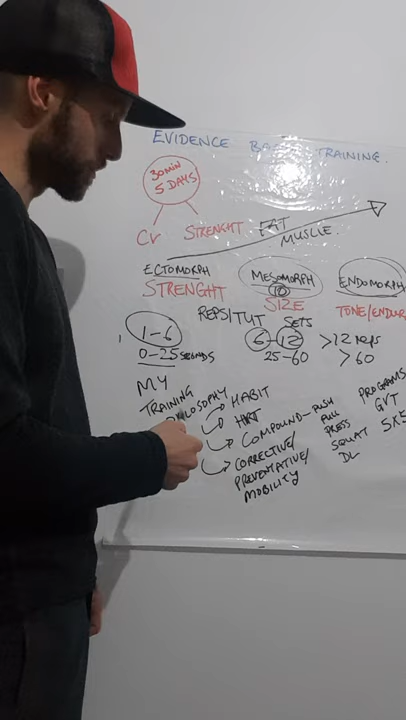 EVIDENCE BA TRAINING.
30MIN
5 DAYS
CV STRENGHT FAT
MUSCLE.
ECTOMORPH MESOMORPH ENDOMORPH
10
STRENGHT SIZE TONE/ENDUR
REPS/TUT SETS
1-6 6-12 >12 reps
0-25 SECONDS 25-60 >60
MY
TRAINING
PHILOSOPHY
HABIT
COMPOUND - PUSH
PULL
PRESS
SQUAT
DL
CORRECTIVE/
PREVENTATIVE/
MOBILITY
PROGRAMS
GVT
5X5